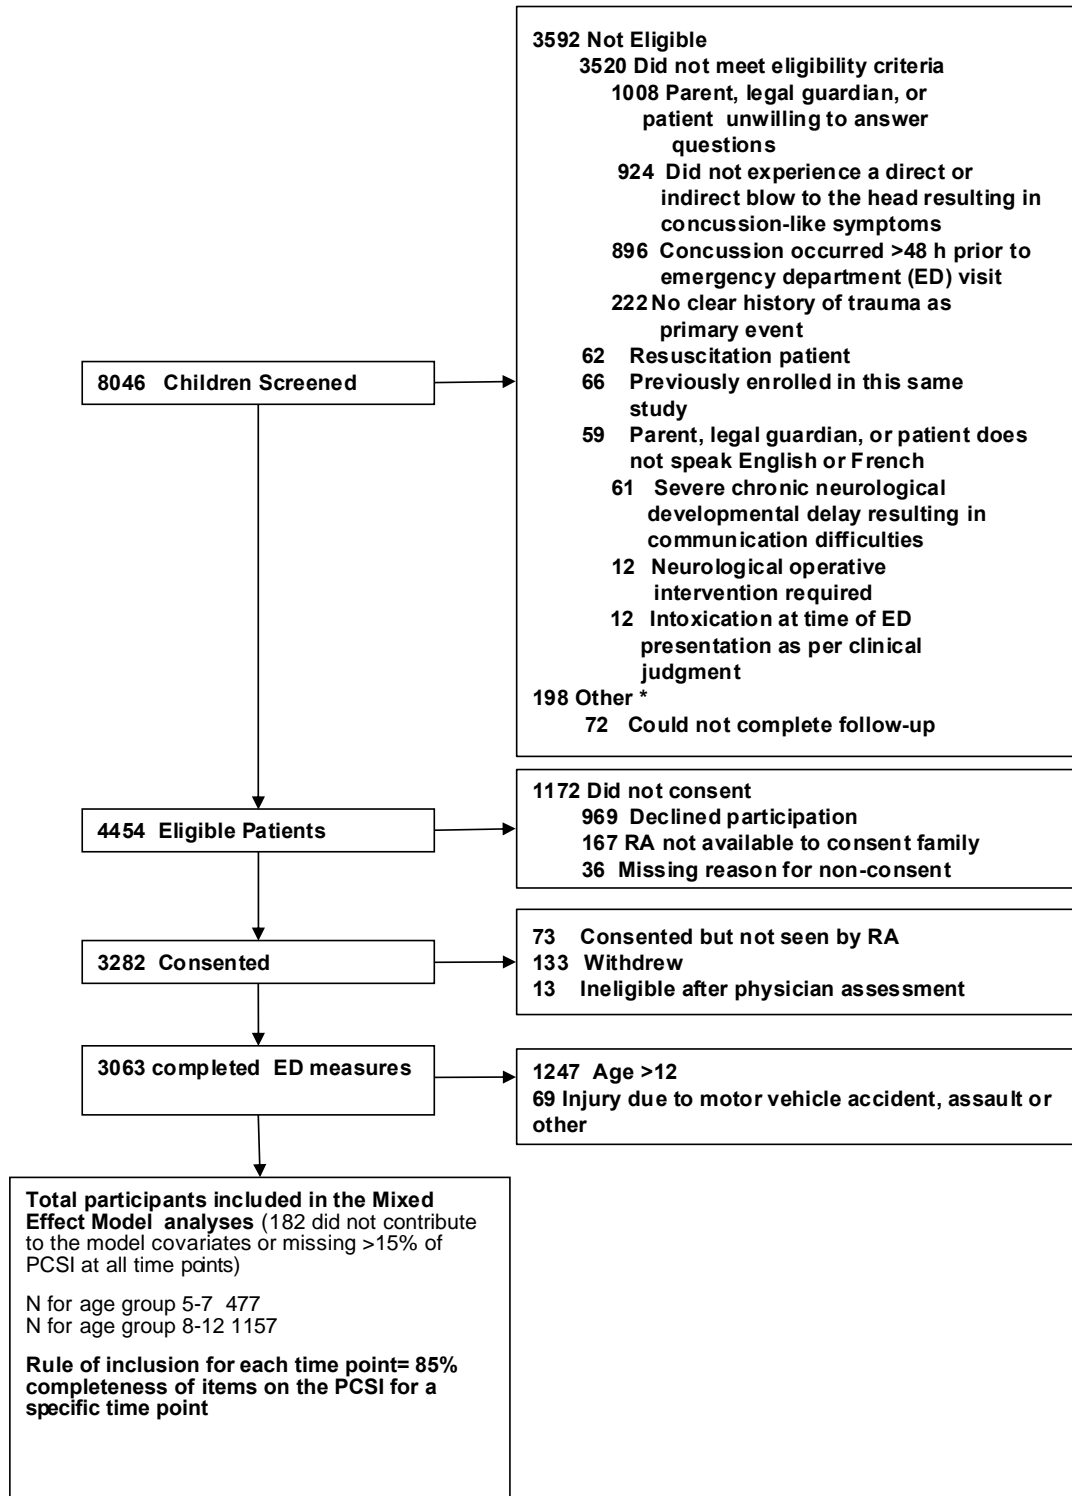 3592 Not Eligible
3520 Did not meet eligibility criteria
1008 Parent, legal guardian, or
patient unwilling to answer
questions
924 Did not experience a direct or
indirect blow to the head resulting in
concussion-like symptoms
896 Concussion occurred >48 h prior to
emergency department (ED) visit
222 No clear history of trauma as
primary event
62 Resuscitation patient
66 Previously enrolled in this same
study
59 Parent, legal guardian, or patient does
not speak English or French
61 Severe chronic neurological
developmental delay resulting in
communication difficulties
12 Neurological operative
intervention required
12 Intoxication at time of ED
presentation as per clinical
judgment
198 Other *
72 Could not complete follow-up
8046 Children Screened
4454 Eligible Patients
1172 Did not consent
969 Declined participation
167 RA not available to consent family
36 Missing reason for non-consent
3282 Consented
73 Consented but not seen by RA
133 Withdrew
13 Ineligible after physician assessment
3063 completed ED measures
1247 Age >12
69 Injury due to motor vehicle accident, assault or
other
Total participants included in the Mixed
Effect Model analyses (182 did not contribute
to the model covariates or missing >15% of
PCSI at all time points)
N for age group 5-7 477
N for age group 8-12 1157
Rule of inclusion for each time point= 85%
completeness of items on the PCSI for a
specific time point